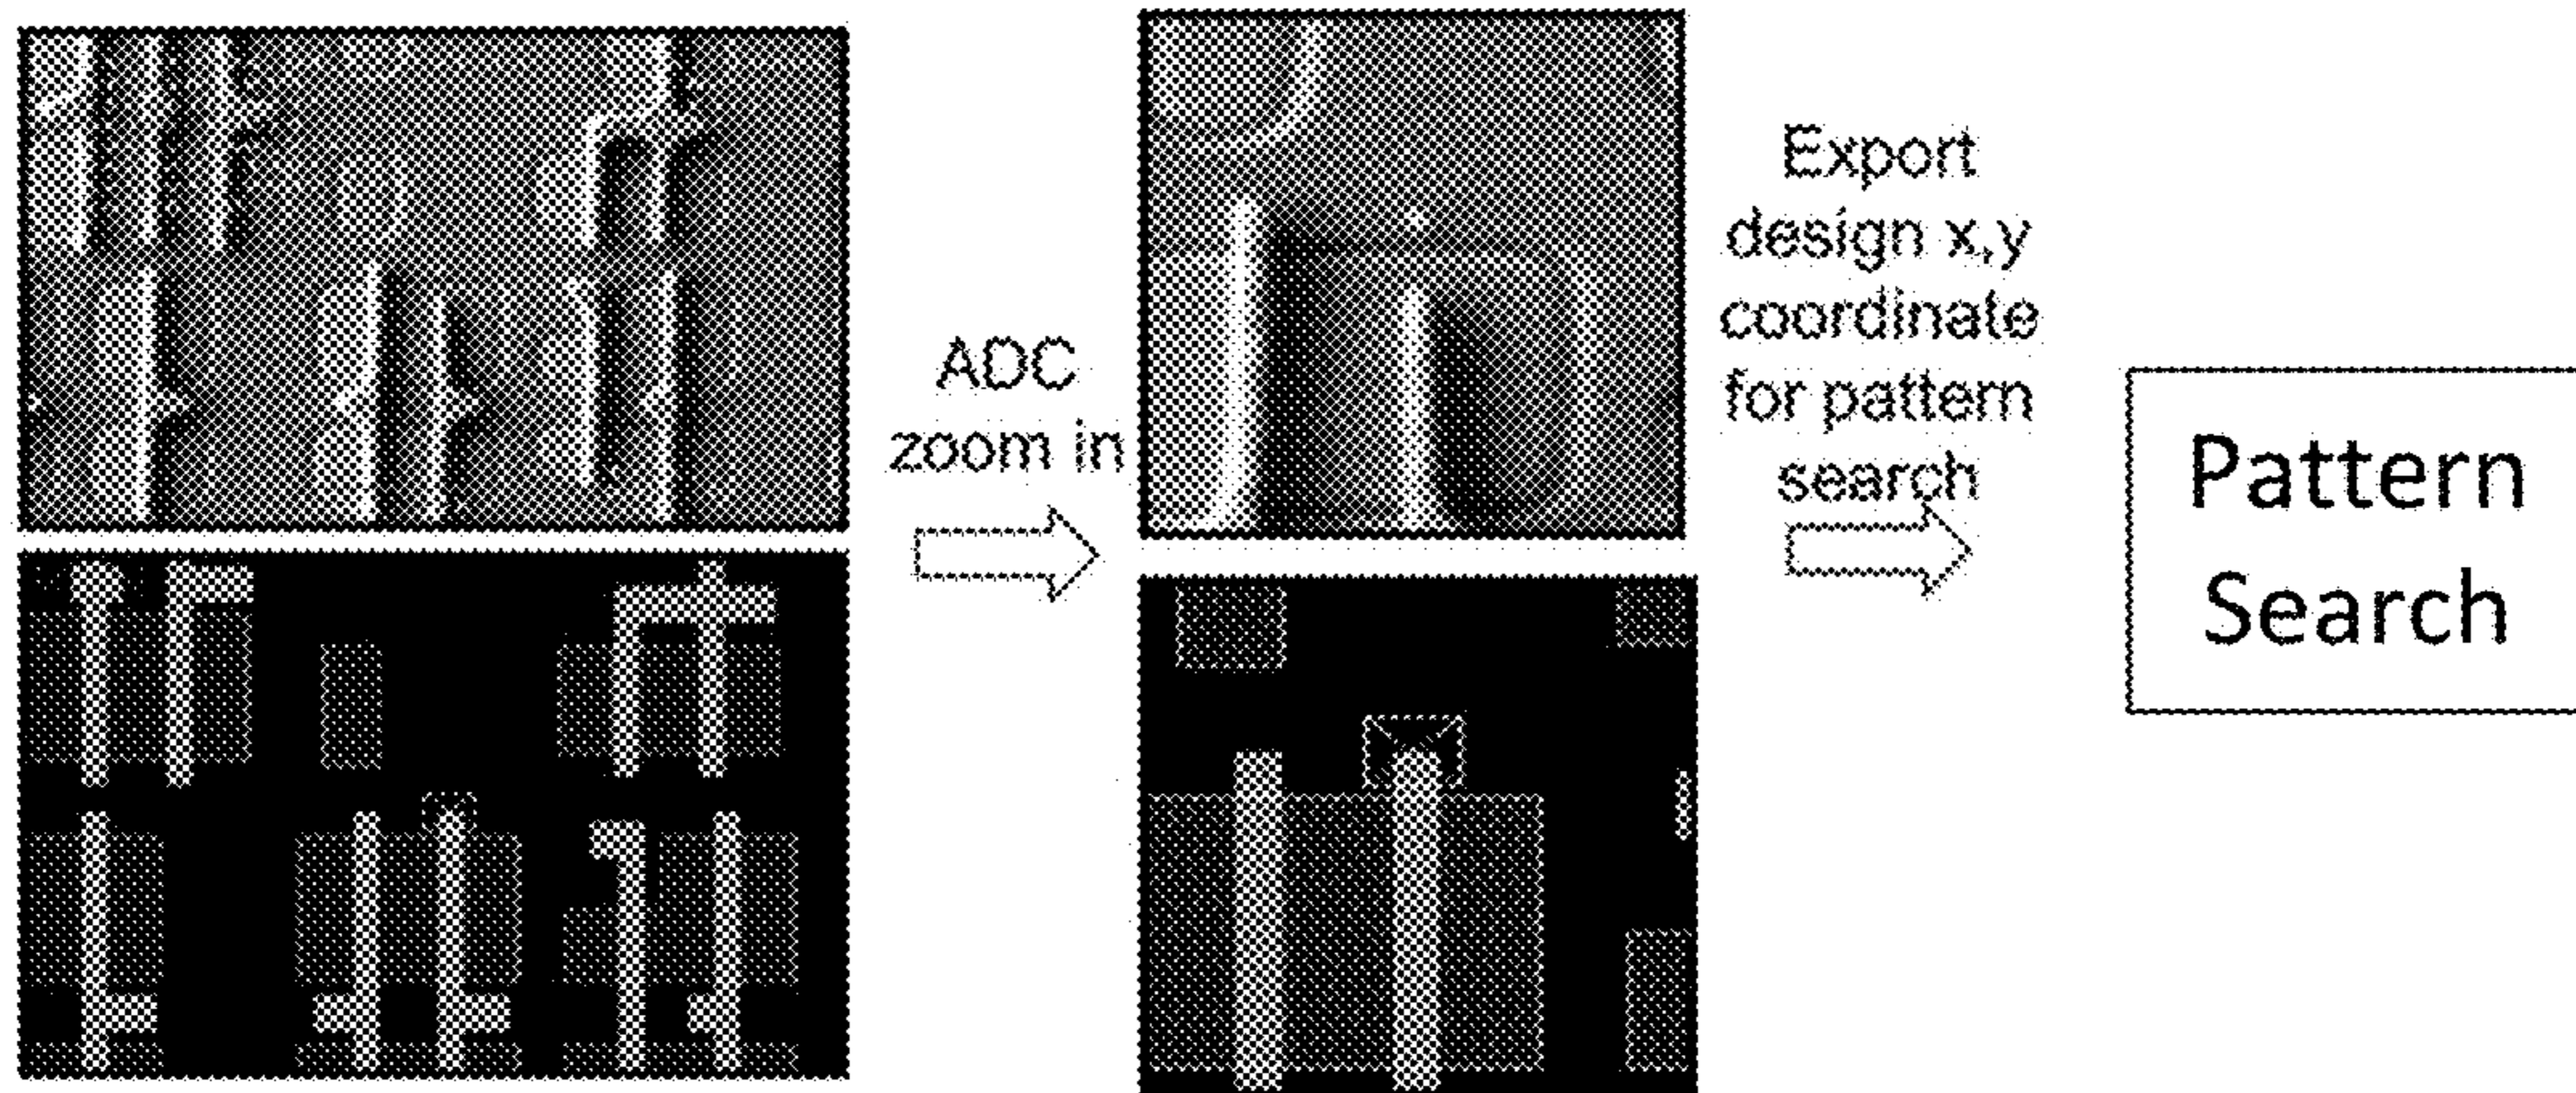 ADC
zoom in
Export
design x,y
coordinate
for pattern
search
Pattern
Search